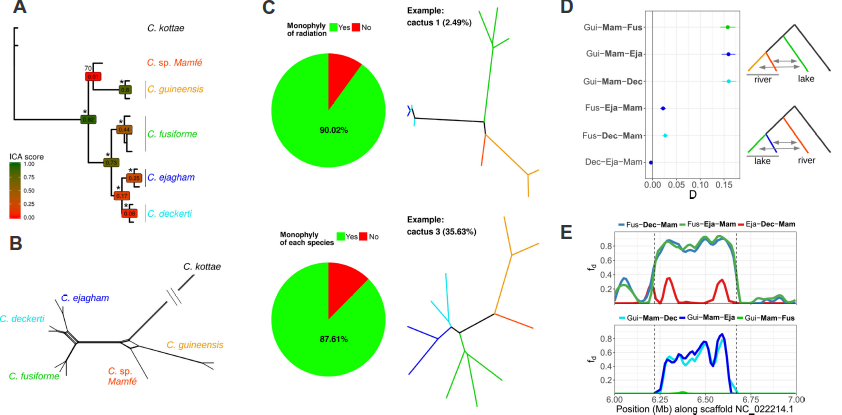 A
C. kottae
C. sp. Mamfé
C. guineensis
C. fusiforme
C. ejagham
C. deckerti
70
*
*
*
*
*
*
*
0.44
0.25
ICA score
1.00
0.75
0.50
0.25
0.00
B
C. kottae
C. ejagham
C. deckerti
C. guineensis
C. fusiforme
C. sp.
Mamfé
C
Monophyly
of radiation
Yes
No
90.02%
Example:
cactus 1 (2.49%)
Monophyly
of each species
Yes
No
87.61%
Example:
cactus 3 (35.63%)
D
Gui−Mam−Fus
Gui−Mam−Eja
Gui−Mam−Dec
Fus−Eja−Mam
Fus−Dec−Mam
Dec−Eja−Mam
0.00
0.05
0.10
0.15
D
river
lake
lake
river
E
Fus−Dec−Mam
Fus−Eja−Mam
Eja−Dec−Mam
fd
0.8
0.6
0.4
0.2
Gui−Mam−Dec
Gui−Mam−Eja
Gui−Mam−Fus
fd
0.8
0.6
0.4
0.2
6.00
6.25
6.50
6.75
7.00
Position (Mb) along scaffold NC_022214.1